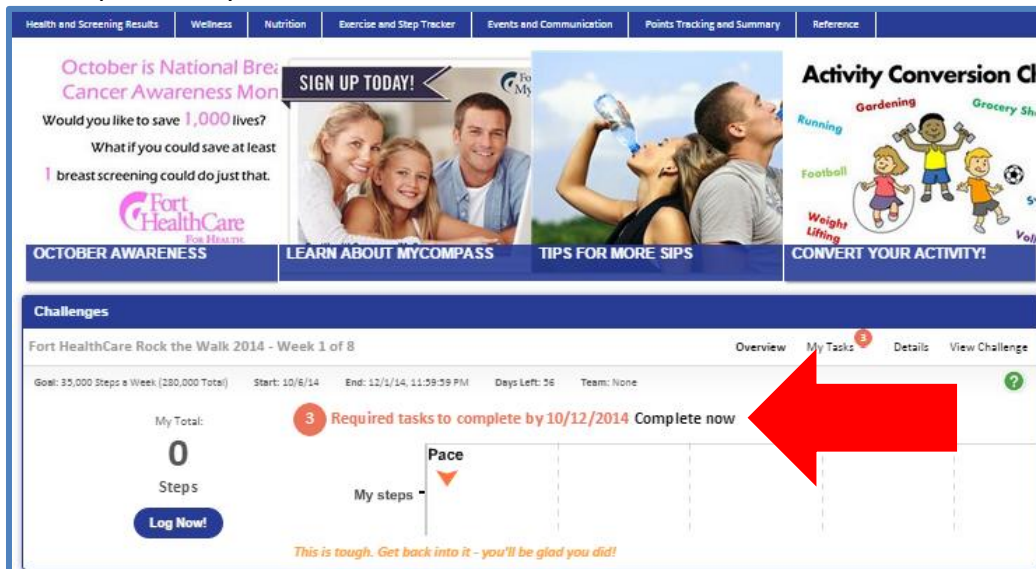 Health and Screening Results Wellness Nutrition Exercise and Step Tracker Events and Communication Points Tracking and Summary Reference
October is National Brea
Cancer Awareness Mon
Would you like to save 1,000 lives?
What if you could save at least
1 breast screening could do just that.
Fort
HealthCare
FOR HEALTH
OCTOBER AWARENESS
SIGN UP TODAY!
Fo
My
LEARN ABOUT MYCOMPASS
TIPS FOR MORE SIPS
Activity Conversion Cl
Gardening
Grocery Sho
Running
Football
Weight
Lifting
Voll
CONVERT YOUR ACTIVITY!
Challenges
Fort HealthCare Rock the Walk 2014 - Week 1 of 8
Overview My Tasks 3 Details View Challenge
Goal: 35,000 Steps a Week (280,000 Total) Start: 10/6/14 End: 12/1/14, 11:59:59 PM Days Left: 56 Team: None ?
3 Required tasks to complete by 10/12/2014 Complete now
My Total:
0
Steps
Log Now!
Pace
My steps
This is tough. Get back into it - you'll be glad you did!